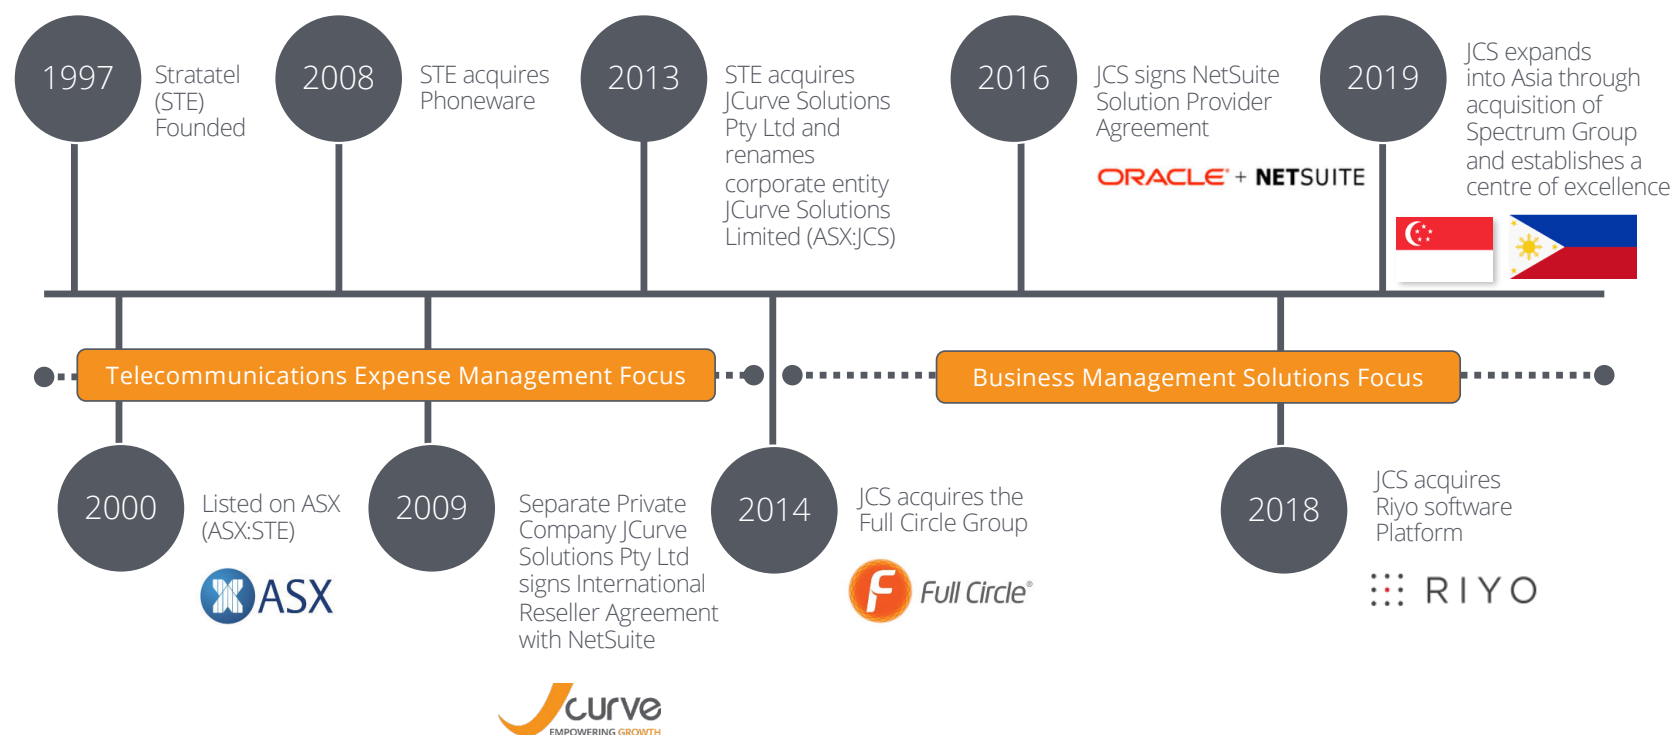 1997
Stratatel
(STE)
Founded
2008
STE acquires
Phoneware
2013
STE acquires
JCurve Solutions
Pty Ltd and
renames
corporate entity
JCurve Solutions
Limited (ASX:JCS)
2016
JCS signs NetSuite
Solution Provider
Agreement
ORACLE® + NETSUITE
2019
JCS expands
into Asia through
acquisition of
Spectrum Group
and establishes a
centre of excellence
Telecommunications Expense Management Focus
Business Management Solutions Focus
2000
Listed on ASX
(ASX:STE)
ASX
2009
Separate Private
Company JCurve
Solutions Pty Ltd
signs International
Reseller Agreement
with NetSuite
Jcurve
EMPOWERING GROWTH
2014
JCS acquires the
Full Circle Group
F Full Circle®
2018
JCS acquires
Riyo software
Platform
RIYO